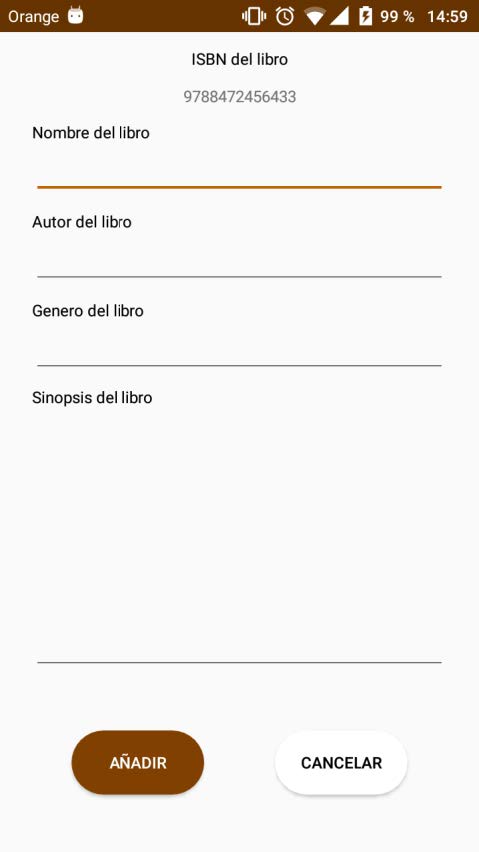 Orange 99 % 14:59
ISBN del libro
9788472456433
Nombre del libro
Autor del libro
Genero del libro
Sinopsis del libro
AÑADIR CANCELAR